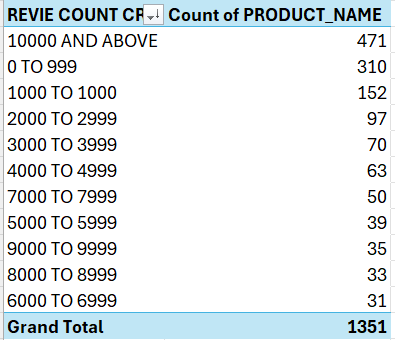 REVIE COUNT CR Count of PRODUCT_NAME
10000 AND ABOVE 471
0 TO 999 310
1000 TO 1000 152
2000 TO 2999 97
3000 TO 3999 70
4000 TO 4999 63
7000 TO 7999 50
5000 TO 5999 39
9000 TO 9999 35
8000 TO 8999 33
6000 TO 6999 31
Grand Total 1351